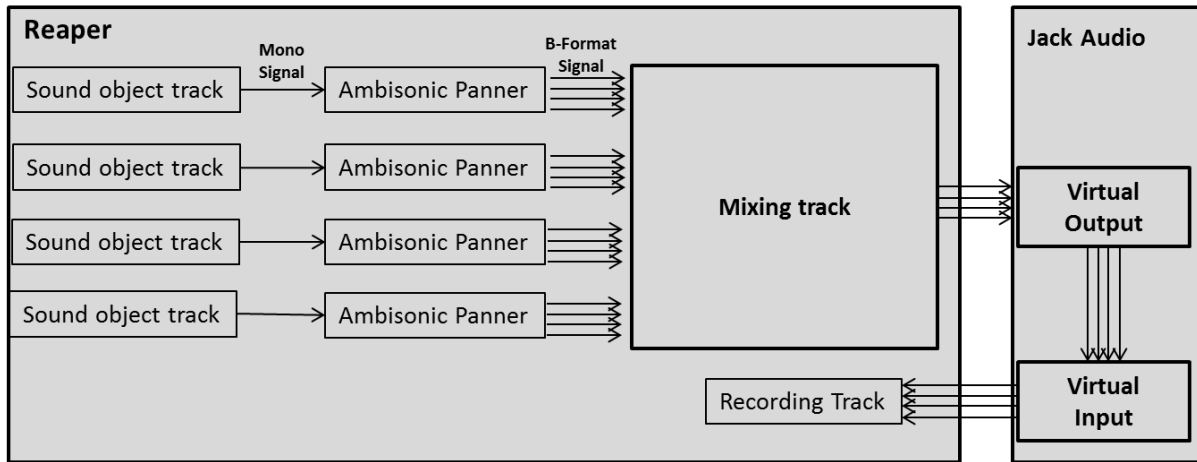 Reaper
Jack Audio
Mono
Signal
B-Format
Signal
Sound object track
Ambisonic Panner
Sound object track
Ambisonic Panner
Sound object track
Ambisonic Panner
Sound object track
Ambisonic Panner
Mixing track
Virtual
Output
Recording Track
Virtual
Input